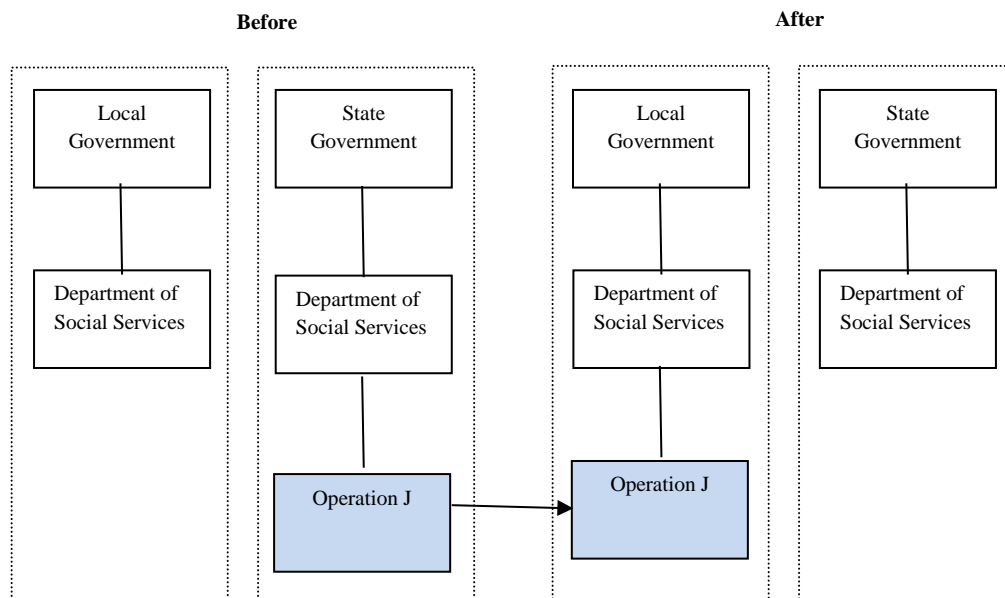 Before
After
Local
Government
State
Government
Local
Government
State
Government
Department of
Social Services
Department of
Social Services
Department of
Social Services
Department of
Social Services
Operation J
Operation J